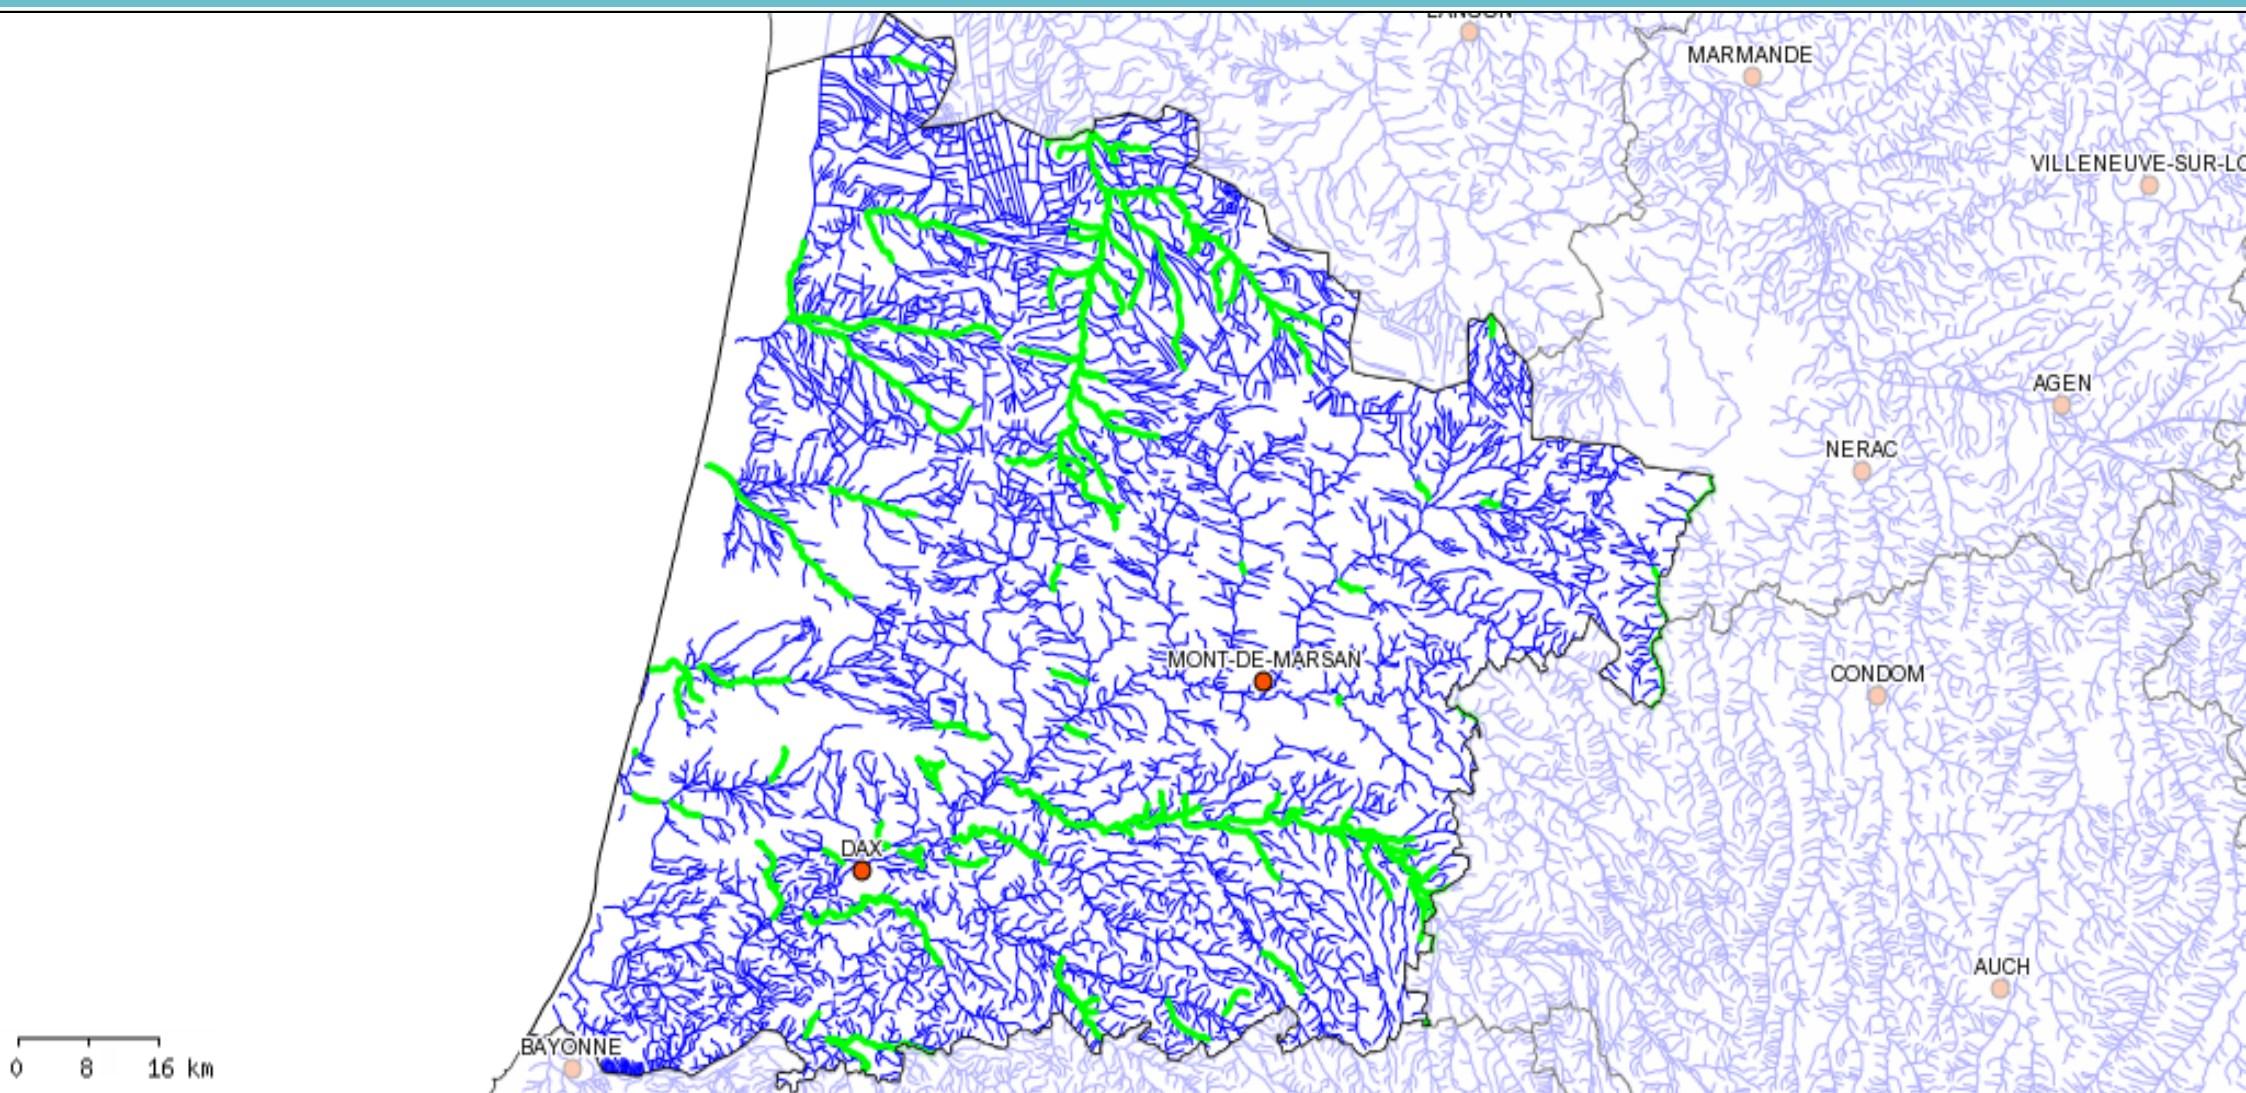 MARMANDE
VILLENEUVE-SUR-LO
AGEN
NERAC
MONT-DE-MARSAN
CONDOM
DAX
AUCH
BAYONNE
0 8 16 km